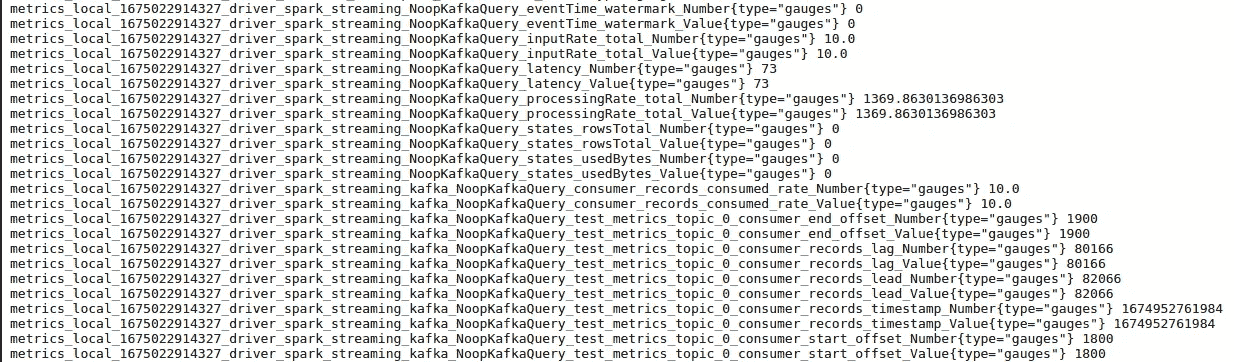 metrics_local_1675022914327_driver_spark_streaming_NoopKafkaQuery_eventTime_watermark_Number{type="gauges"} 0
metrics_local_1675022914327_driver_spark_streaming_NoopKafkaQuery_eventTime_watermark_Value{type="gauges"} 0
metrics_local_1675022914327_driver_spark_streaming_NoopKafkaQuery_inputRate_total_Number{type="gauges"} 10.0
metrics_local_1675022914327_driver_spark_streaming_NoopKafkaQuery_inputRate_total_Value{type="gauges"} 10.0
metrics_local_1675022914327_driver_spark_streaming_NoopKafkaQuery_latency_Number{type="gauges"} 73
metrics_local_1675022914327_driver_spark_streaming_NoopKafkaQuery_latency_Value{type="gauges"} 73
metrics_local_1675022914327_driver_spark_streaming_NoopKafkaQuery_processingRate_total_Number{type="gauges"} 1369.8630136986303
metrics_local_1675022914327_driver_spark_streaming_NoopKafkaQuery_processingRate_total_Value{type="gauges"} 1369.8630136986303
metrics_local_1675022914327_driver_spark_streaming_NoopKafkaQuery_states_rowsTotal_Number{type="gauges"} 0
metrics_local_1675022914327_driver_spark_streaming_NoopKafkaQuery_states_rowsTotal_Value{type="gauges"} 0
metrics_local_1675022914327_driver_spark_streaming_NoopKafkaQuery_states_usedBytes_Number{type="gauges"} 0
metrics_local_1675022914327_driver_spark_streaming_NoopKafkaQuery_states_usedBytes_Value{type="gauges"} 0
metrics_local_1675022914327_driver_spark_streaming_kafka_NoopKafkaQuery_consumer_records_consumed_rate_Number{type="gauges"} 10.0
metrics_local_1675022914327_driver_spark_streaming_kafka_NoopKafkaQuery_consumer_records_consumed_rate_Value{type="gauges"} 10.0
metrics_local_1675022914327_driver_spark_streaming_kafka_NoopKafkaQuery_test_metrics_topic_0_consumer_end_offset_Number{type="gauges"} 1900
metrics_local_1675022914327_driver_spark_streaming_kafka_NoopKafkaQuery_test_metrics_topic_0_consumer_end_offset_Value{type="gauges"} 1900
metrics_local_1675022914327_driver_spark_streaming_kafka_NoopKafkaQuery_test_metrics_topic_0_consumer_records_lag_Number{type="gauges"} 80166
metrics_local_1675022914327_driver_spark_streaming_kafka_NoopKafkaQuery_test_metrics_topic_0_consumer_records_lag_Value{type="gauges"} 80166
metrics_local_1675022914327_driver_spark_streaming_kafka_NoopKafkaQuery_test_metrics_topic_0_consumer_records_lead_Number{type="gauges"} 82066
metrics_local_1675022914327_driver_spark_streaming_kafka_NoopKafkaQuery_test_metrics_topic_0_consumer_records_lead_Value{type="gauges"} 82066
metrics_local_1675022914327_driver_spark_streaming_kafka_NoopKafkaQuery_test_metrics_topic_0_consumer_records_timestamp_Number{type="gauges"} 1674952761984
metrics_local_1675022914327_driver_spark_streaming_kafka_NoopKafkaQuery_test_metrics_topic_0_consumer_records_timestamp_Value{type="gauges"} 1674952761984
metrics_local_1675022914327_driver_spark_streaming_kafka_NoopKafkaQuery_test_metrics_topic_0_consumer_start_offset_Number{type="gauges"} 1800
metrics_local_1675022914327_driver_spark_streaming_kafka_NoopKafkaQuery_test_metrics_topic_0_consumer_start_offset_Value{type="gauges"} 1800